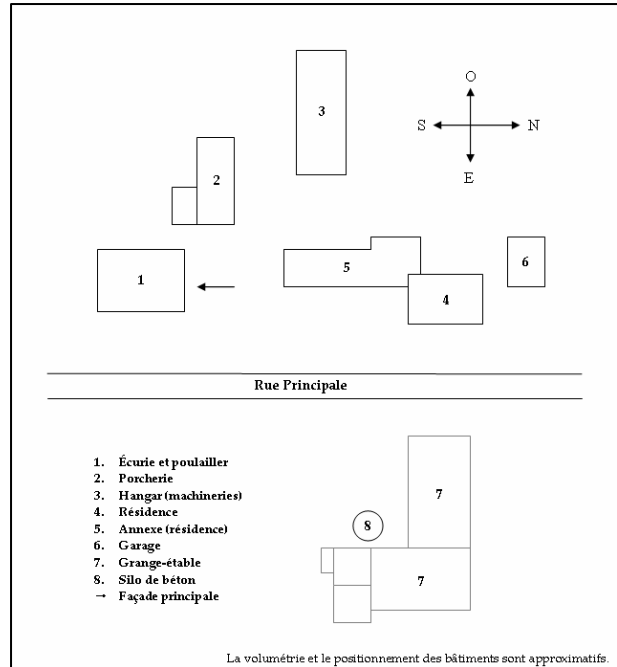 O
3
S
N
E
2
1
5
6
4
Rue Principale
1. Écurie et poulailler
2. Porcherie
3. Hangar (machineries)
4. Résidence
5. Annexe (résidence)
6. Garage
7. Grange-étable
8. Silo de béton
→ Façade principale
7
8
7
La volumétrie et le positionnement des bâtiments sont approximatifs.